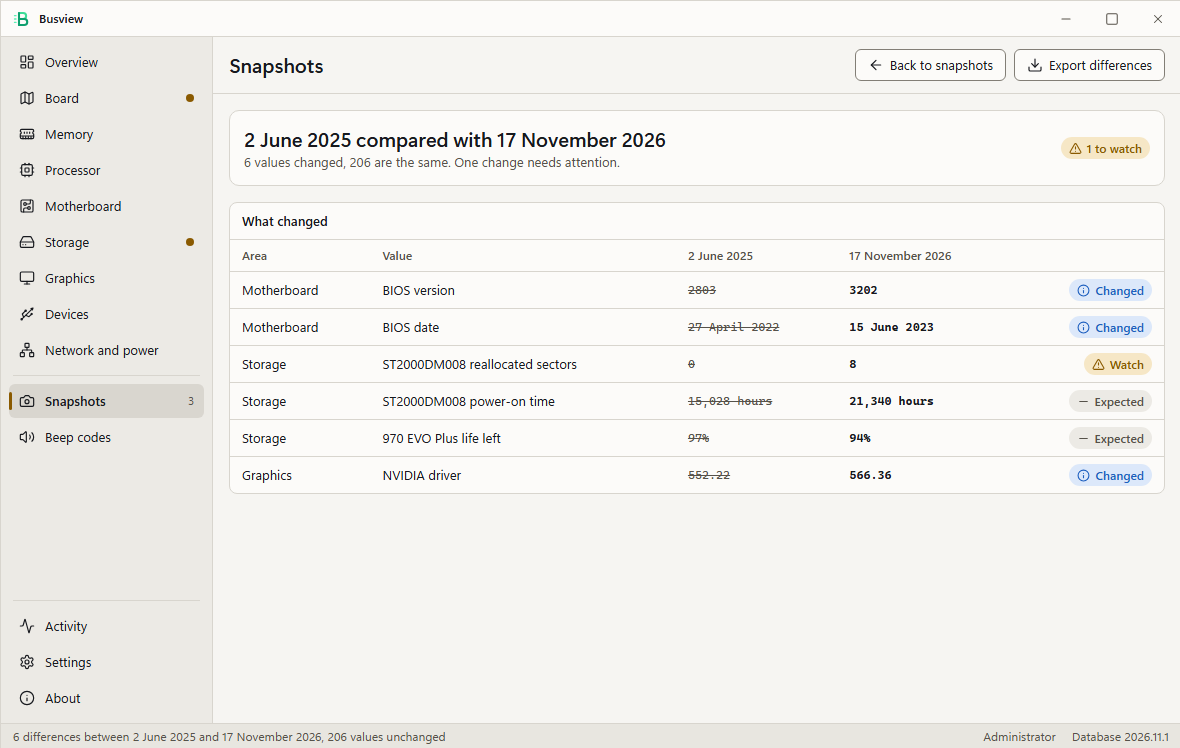 Busview
Overview
Board
Memory
Processor
Motherboard
Storage
Graphics
Devices
Network and power
Snapshots 3
Beep codes
Activity
Settings
About
Snapshots
Back to snapshots
Export differences
2 June 2025 compared with 17 November 2026
6 values changed, 206 are the same. One change needs attention.
1 to watch
What changed
Area Value 2 June 2025 17 November 2026
Motherboard BIOS version 2803 3202 Changed
Motherboard BIOS date 27 April 2022 15 June 2023 Changed
Storage ST2000DM008 reallocated sectors 0 8 Watch
Storage ST2000DM008 power-on time 15,028 hours 21,340 hours Expected
Storage 970 EVO Plus life left 97% 94% Expected
Graphics NVIDIA driver 552.22 566.36 Changed
6 differences between 2 June 2025 and 17 November 2026, 206 values unchanged
Administrator Database 2026.11.1